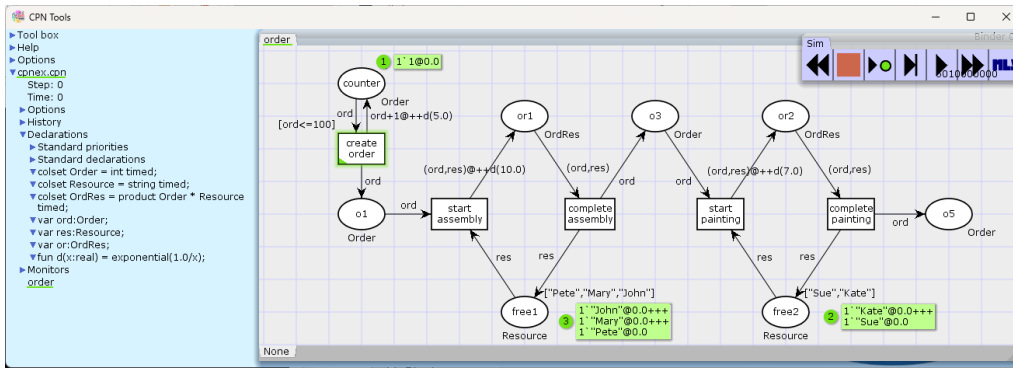 CPN Tools
Tool box
Help
Options
cpnex.cpn
Step: 0
Time: 0
Options
History
Declarations
Standard priorities
Standard declarations
colset Order = int timed;
colset Resource = string timed;
colset OrdRes = product Order * Resource
timed;
var ord:Order;
var res:Resource;
var or:OrdRes;
fun d(x:real) = exponential(1.0/x);
Monitors
order
order
Binder
Sim
ML
1
1`1@0.0
counter
Order
ord
ord+1@++d(5.0)
[ord<=100]
create
order
ord
o1
Order
ord
start
assembly
(ord,res)@++d(10.0)
or1
OrdRes
(ord,res)
complete
assembly
ord
o3
Order
ord
start
painting
(ord,res)@++d(7.0)
or2
OrdRes
(ord,res)
complete
painting
ord
o5
Order
res
res
["Pete","Mary","John"]
free1
Resource
3
1`"John"@0.0+++
1`"Mary"@0.0+++
1`"Pete"@0.0
res
res
["Sue","Kate"]
free2
Resource
2
1`"Kate"@0.0+++
1`"Sue"@0.0
None